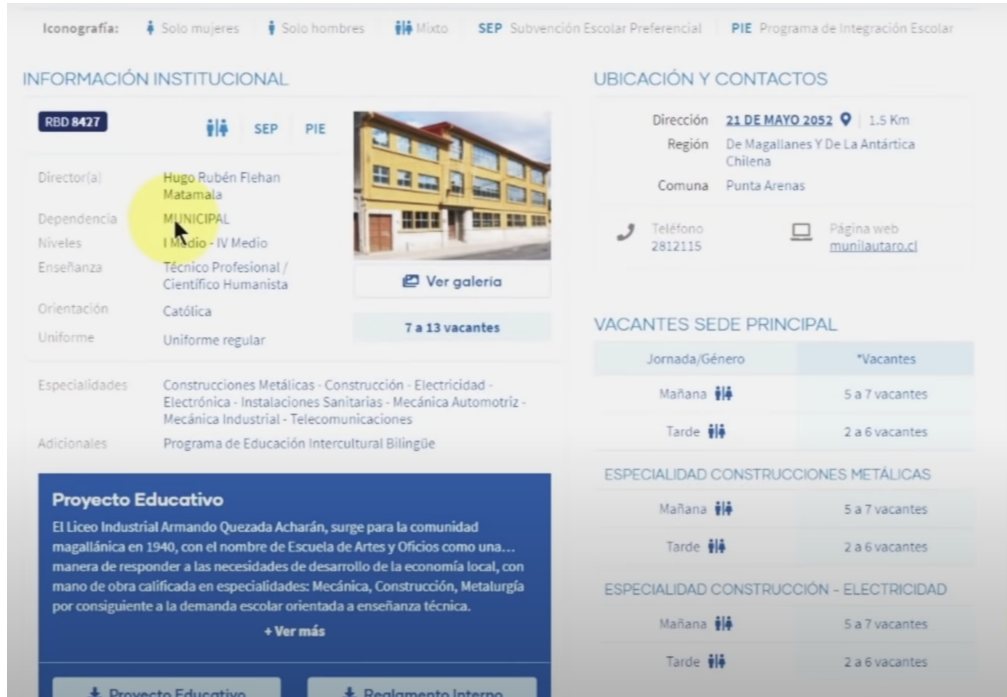 Iconografía: Solo mujeres Solo hombres Mixto SEP Subvención Escolar Preferencial PIE Programa de Integración Escolar
INFORMACIÓN INSTITUCIONAL
RBD 8427
SEP PIE
Director(a) Hugo Rubén Flehan
Matamala
Dependencia MUNICIPAL
Niveles I Medio - IV Medio
Enseñanza Técnico Profesional /
Científico Humanista
Orientación Católica
Uniforme Uniforme regular
Ver galería
7 a 13 vacantes
Especialidades Construcciones Metálicas - Construcción - Electricidad -
Electrónica - Instalaciones Sanitarias - Mecánica Automotriz -
Mecánica Industrial - Telecomunicaciones
Adicionales Programa de Educación Intercultural Bilingüe
Proyecto Educativo
El Liceo Industrial Armando Quezada Acharán, surge para la comunidad
magallánica en 1940, con el nombre de Escuela de Artes y Oficios como una...
manera de responder a las necesidades de desarrollo de la economía local, con
mano de obra calificada en especialidades: Mecánica, Construcción, Metalurgía
por consiguiente a la demanda escolar orientada a enseñanza técnica.
+ Ver más
Proyecto Educativo
Reglamento Interno
UBICACIÓN Y CONTACTOS
Dirección 21 DE MAYO 2052 1.5 Km
Región De Magallanes Y De La Antártica
Chilena
Comuna Punta Arenas
Teléfono
2812115
Página web
munilautaro.cl
VACANTES SEDE PRINCIPAL
Jornada/Género *Vacantes
Mañana 5 a 7 vacantes
Tarde 2 a 6 vacantes
ESPECIALIDAD CONSTRUCCIONES METÁLICAS
Mañana 5 a 7 vacantes
Tarde 2 a 6 vacantes
ESPECIALIDAD CONSTRUCCIÓN - ELECTRICIDAD
Mañana 5 a 7 vacantes
Tarde 2 a 6 vacantes